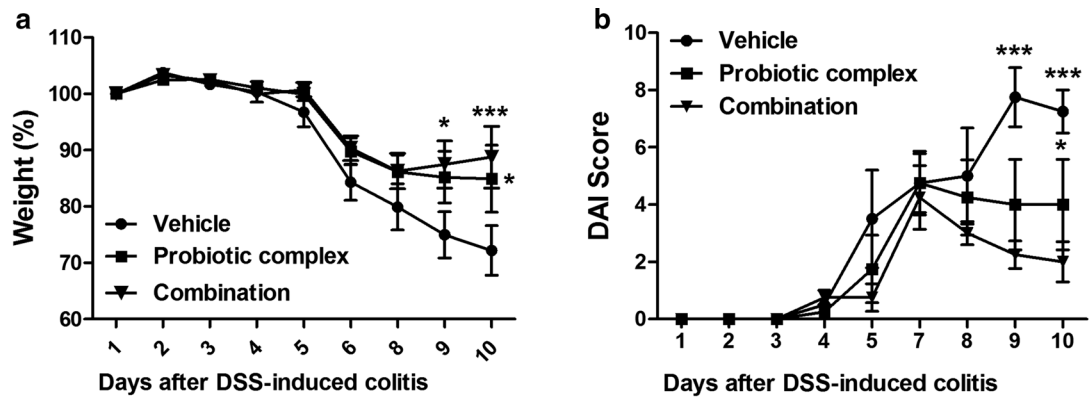 a
110
100
90
80
70
60
Weight (%)
* ***
*
Vehicle
Probiotic complex
Combination
1 2 3 4 5 6 8 9 10
Days after DSS-induced colitis
b
10
8
6
4
2
0
DAI Score
Vehicle
Probiotic complex
Combination
*** ***
*
1 2 3 4 5 7 8 9 10
Days after DSS-induced colitis